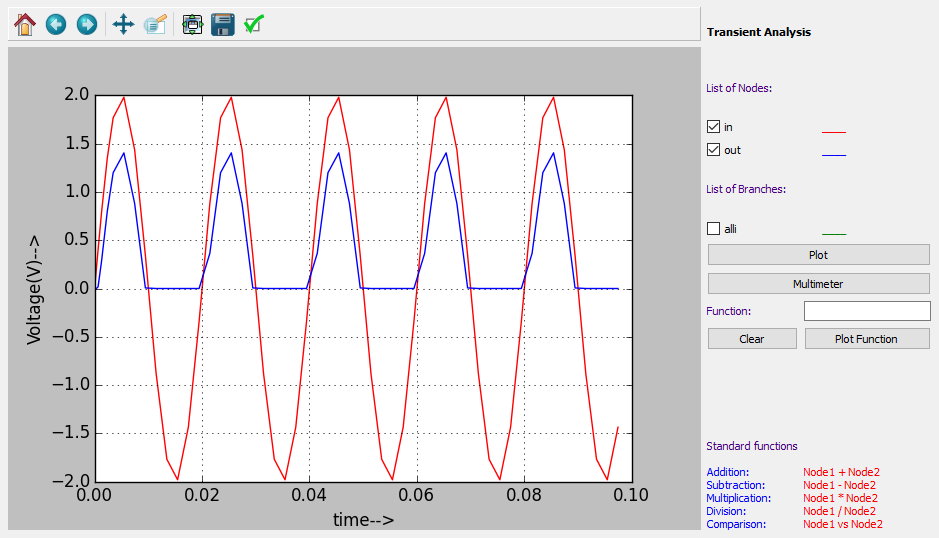 Transient Analysis
List of Nodes:
in
out
List of Branches:
alli
Plot
Multimeter
Function:
Clear
Plot Function
Standard functions
Addition: Node1 + Node2
Subtraction: Node1 - Node2
Multiplication: Node1 * Node2
Division: Node1 / Node2
Comparison: Node1 vs Node2
2.0
1.5
1.0
0.5
0.0
−0.5
−1.0
−1.5
−2.0
Voltage(V)-->
0.00 0.02 0.04 0.06 0.08 0.10
time-->